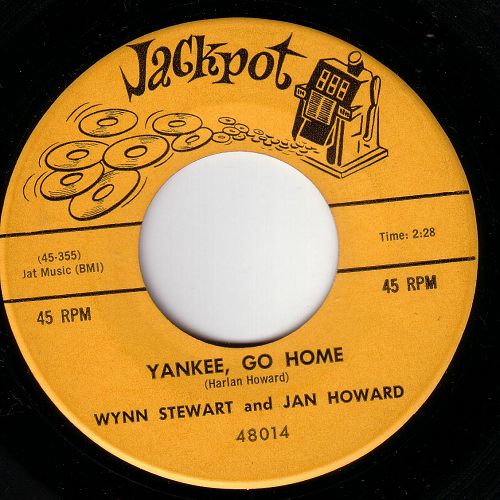 Jackpot
(45-355)
Jat Music (BMI)
Time: 2:28
45 RPM
45 RPM
YANKEE, GO HOME
(Harlan Howard)
WYNN STEWART and JAN HOWARD
48014